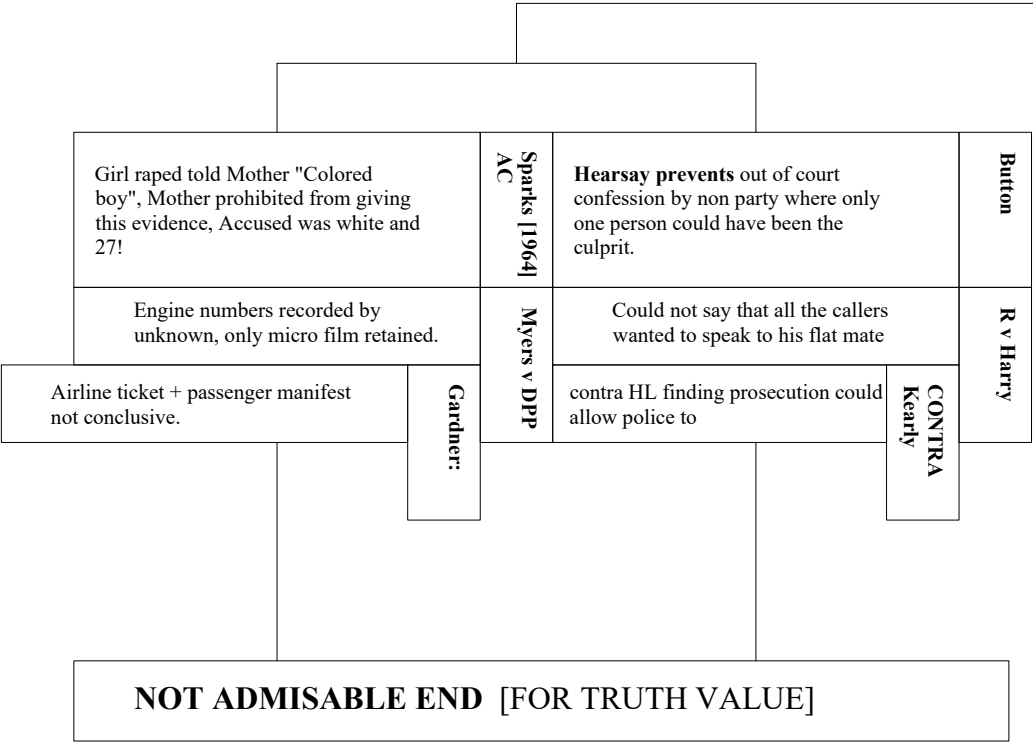 Girl raped told Mother "Colored
boy", Mother prohibited from giving
this evidence, Accused was white and
27!
Sparks [1964]
AC
Hearsay prevents out of court
confession by non party where only
one person could have been the
culprit.
Button
Engine numbers recorded by
unknown, only micro film retained.
Myers v DPP
Could not say that all the callers
wanted to speak to his flat mate
R v Harry
Airline ticket + passenger manifest
not conclusive.
Gardner:
contra HL finding prosecution could
allow police to
CONTRA
Kearly
NOT ADMISABLE END [FOR TRUTH VALUE]